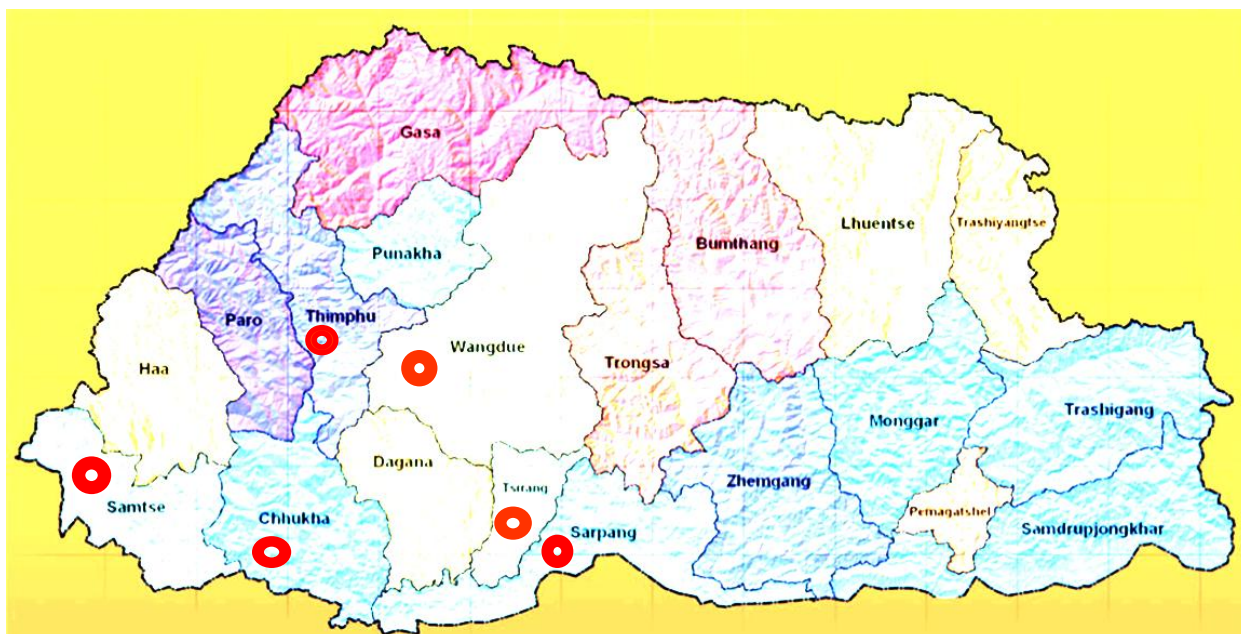 Gasa
Punakha
Bumthang
Lhuentse
Trashiyangtse
Paro
Thimphu
Wangdue
Haa
Trongsa
Monggar
Trashigang
Dagana
Tsirang
Zhemgang
Samtse
Chhukha
Sarpang
Pemagatshel
Samdrupjongkhar